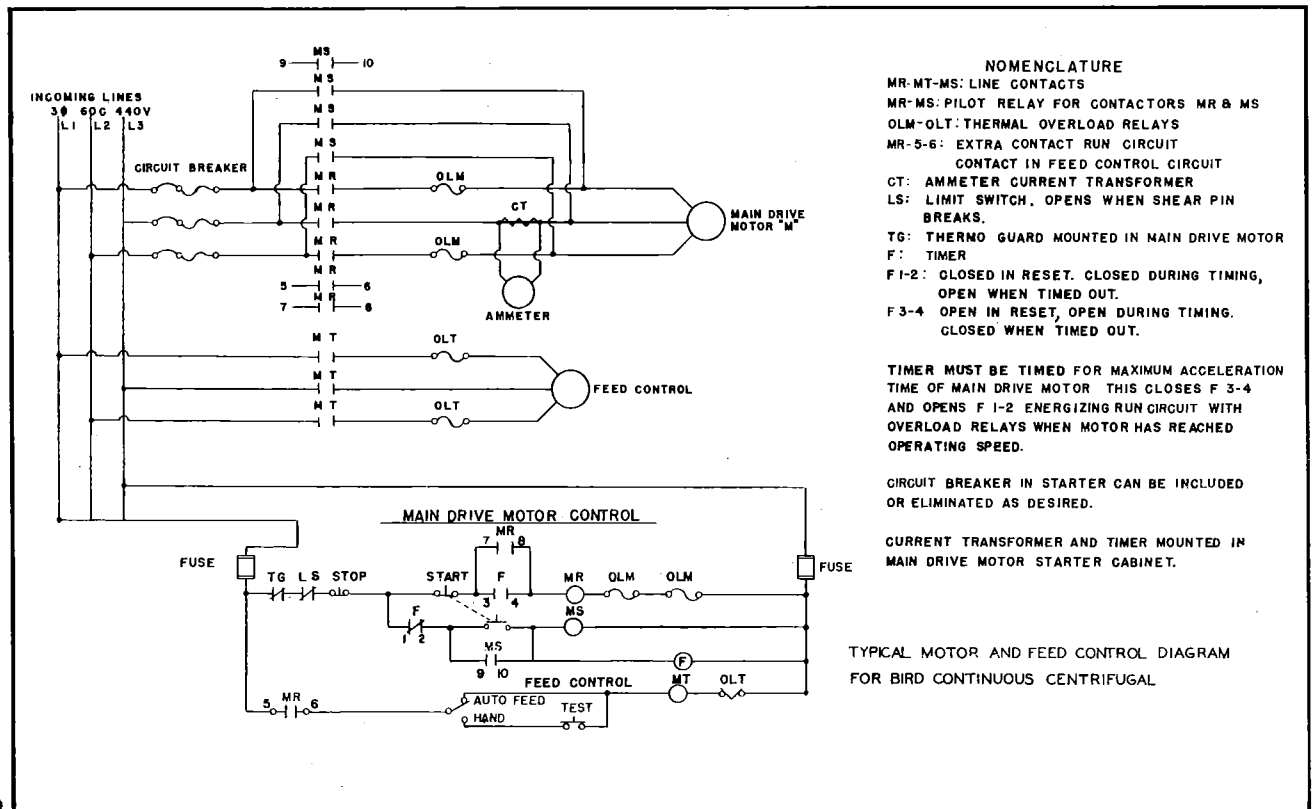 MS
9 10
MS
INCOMING LINES
3Φ 60C 440V
L1 L2 L3
MS
MS
CIRCUIT BREAKER
MR OLM
MR CT
MAIN DRIVE
MOTOR "M"
MR OLM
MR
5 6
MR
7 8
AMMETER
MT OLT
MT
FEED CONTROL
MT OLT
MAIN DRIVE MOTOR CONTROL
MR
7 8
FUSE
FUSE
TG LS STOP START F MR OLM OLM
3 4
F
1 2
MS
MS
9 10
F
FEED CONTROL MT OLT
MR
5 6
AUTO FEED
HAND
TEST
NOMENCLATURE
MR-MT-MS: LINE CONTACTS
MR-MS: PILOT RELAY FOR CONTACTORS MR & MS
OLM-OLT: THERMAL OVERLOAD RELAYS
MR-5-6: EXTRA CONTACT RUN CIRCUIT
CONTACT IN FEED CONTROL CIRCUIT
CT: AMMETER CURRENT TRANSFORMER
LS: LIMIT SWITCH, OPENS WHEN SHEAR PIN
BREAKS.
TG: THERMO GUARD MOUNTED IN MAIN DRIVE MOTOR
F: TIMER
F 1-2: CLOSED IN RESET. CLOSED DURING TIMING,
OPEN WHEN TIMED OUT.
F 3-4 OPEN IN RESET, OPEN DURING TIMING.
CLOSED WHEN TIMED OUT.
TIMER MUST BE TIMED FOR MAXIMUM ACCELERATION
TIME OF MAIN DRIVE MOTOR THIS CLOSES F 3-4
AND OPENS F 1-2 ENERGIZING RUN CIRCUIT WITH
OVERLOAD RELAYS WHEN MOTOR HAS REACHED
OPERATING SPEED.
CIRCUIT BREAKER IN STARTER CAN BE INCLUDED
OR ELIMINATED AS DESIRED.
CURRENT TRANSFORMER AND TIMER MOUNTED IN
MAIN DRIVE MOTOR STARTER CABINET.
TYPICAL MOTOR AND FEED CONTROL DIAGRAM
FOR BIRD CONTINUOUS CENTRIFUGAL